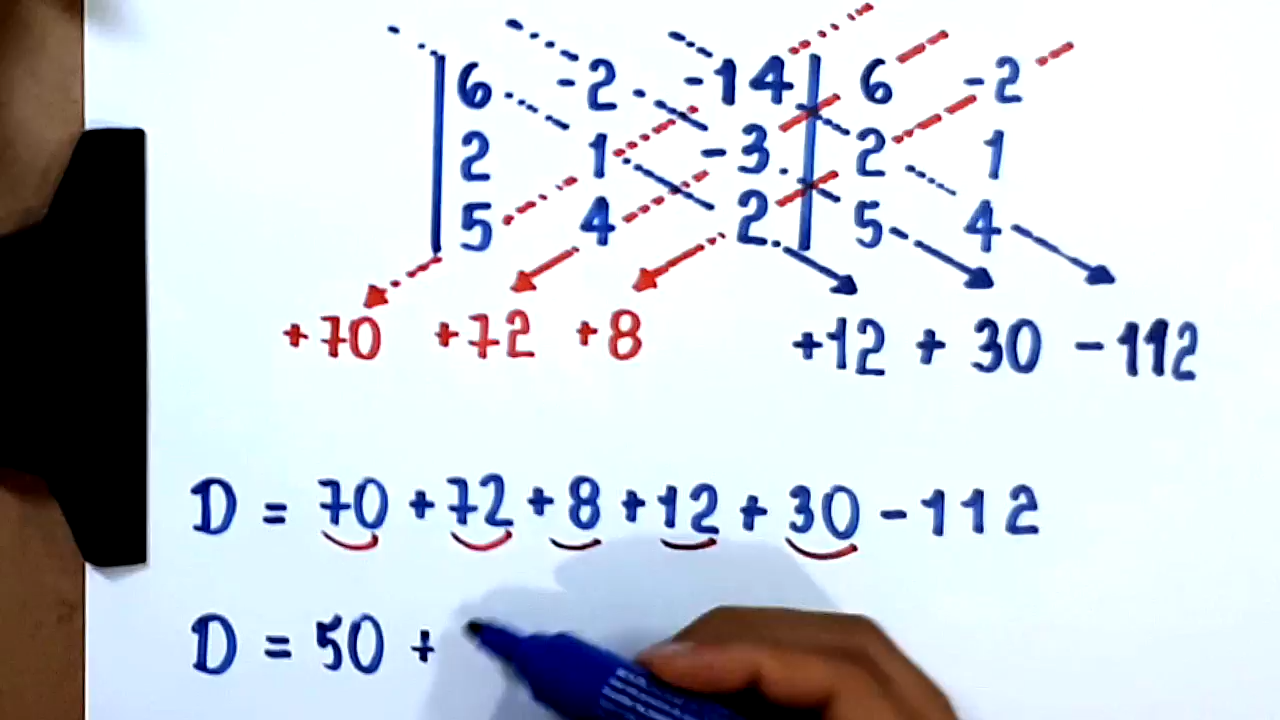 6 -2 -14 6 -2
2 1 -3 2 1
5 4 2 5 4
+70 +72 +8 +12 + 30 -112
D = 70 + 72 + 8 + 12 + 30 - 112
D = 50 +